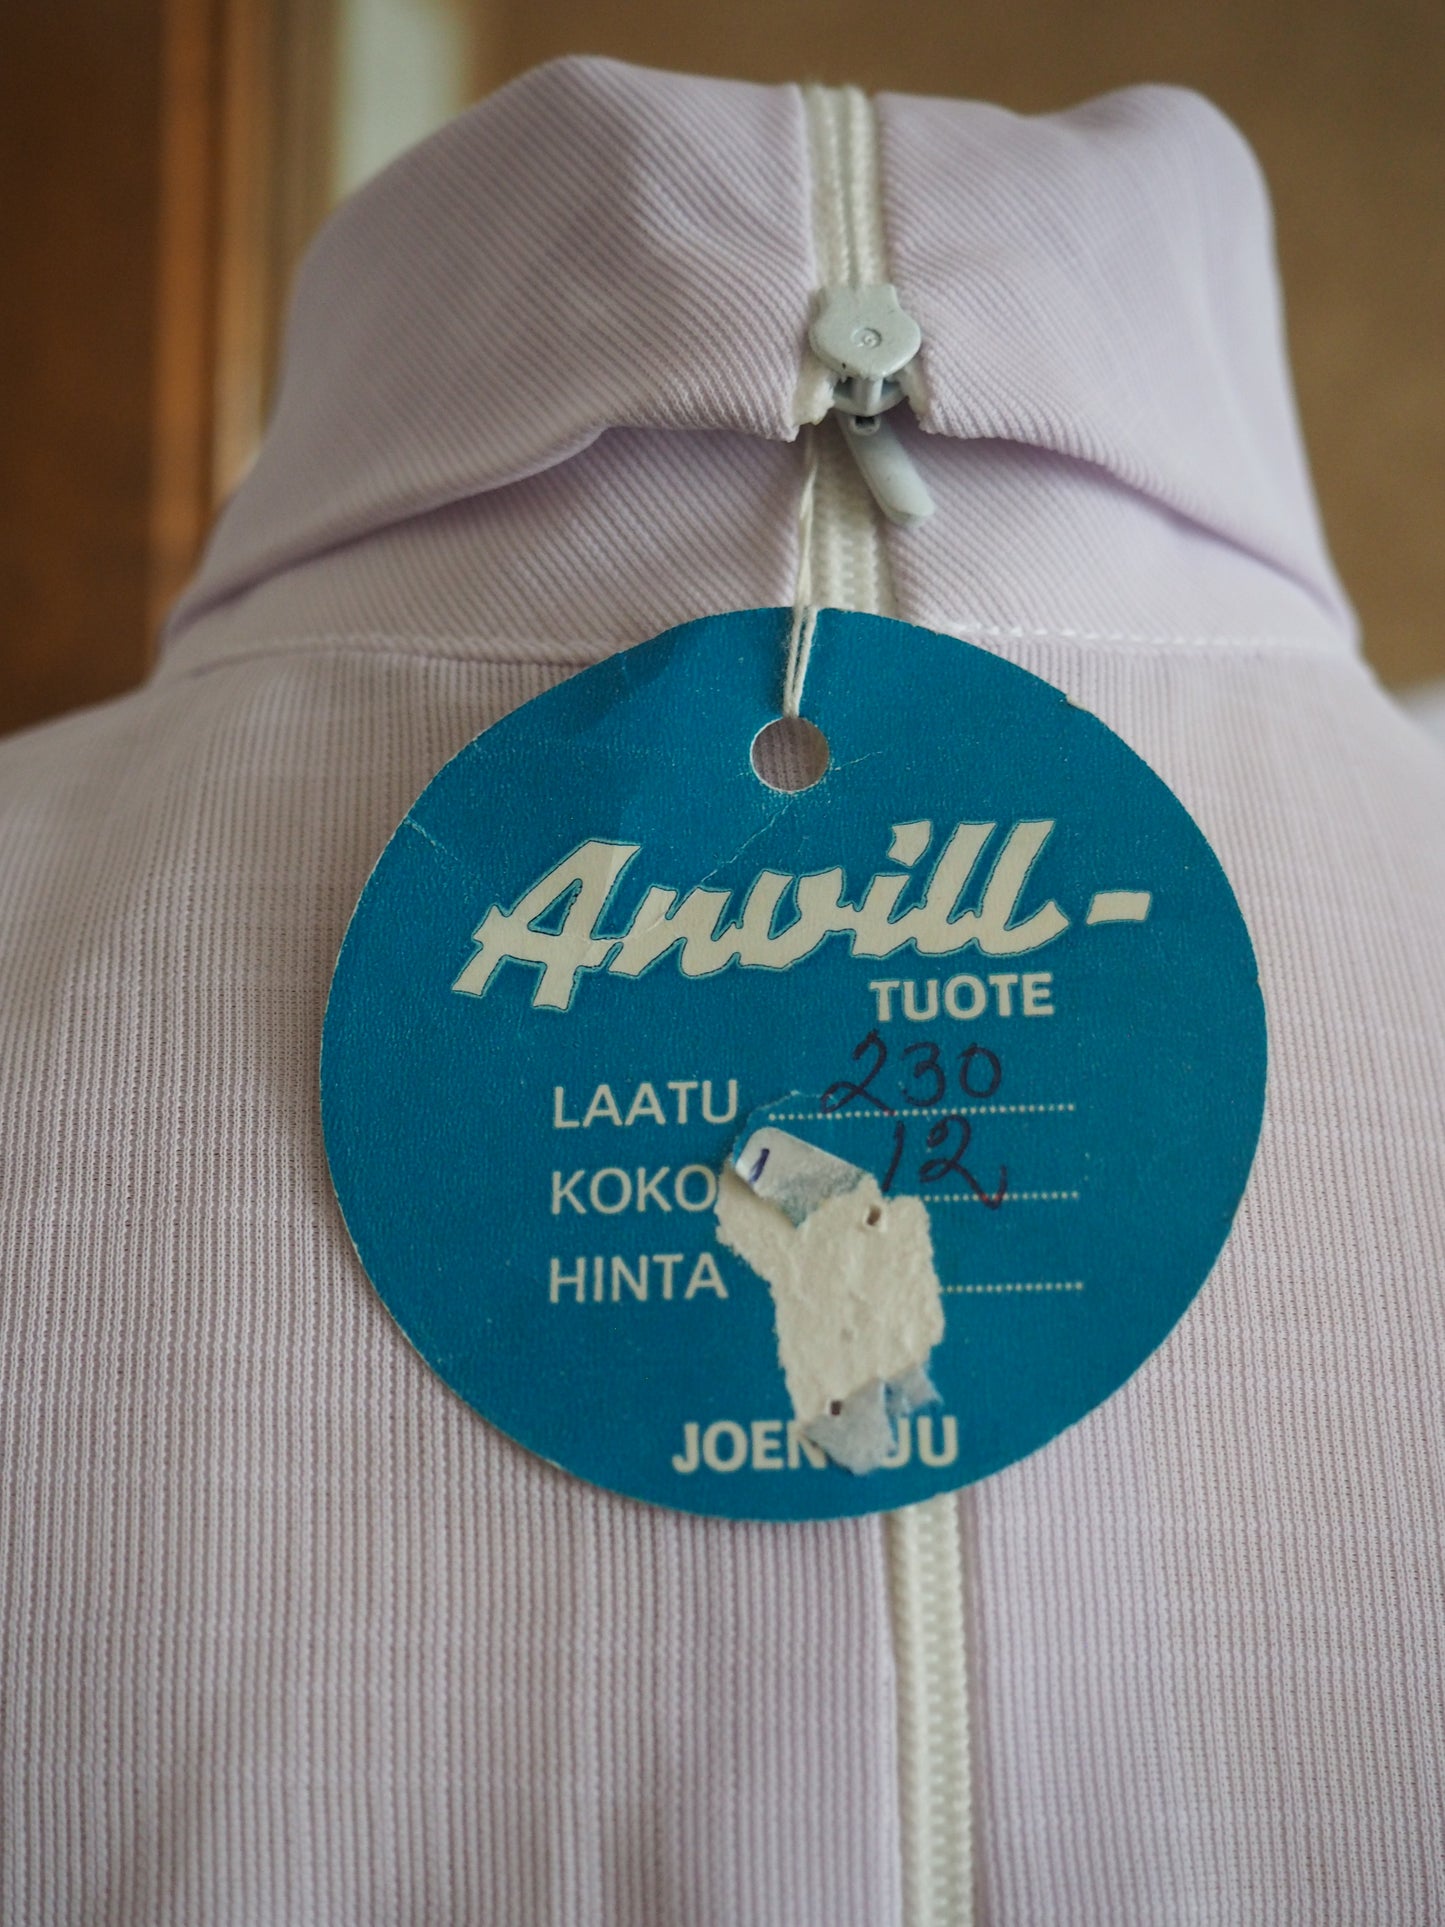 Anvill-
TUOTE
LAATU 230
KOKO 12
HINTA